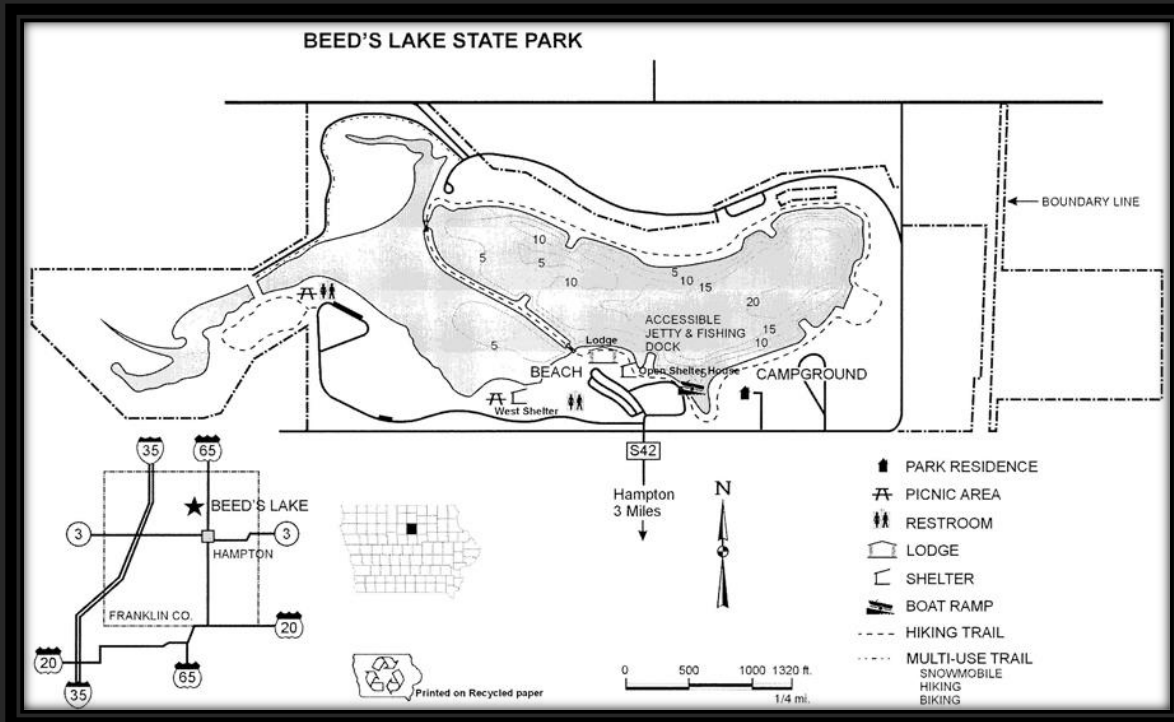 BEED'S LAKE STATE PARK
BOUNDARY LINE
10
5
5
10
5
10
15
20
ACCESSIBLE
JETTY & FISHING
DOCK
15
10
5
Lodge
BEACH
Open Shelter House
5
CAMPGROUND
West Shelter
S42
Hampton
3 Miles
N
35
65
BEED'S LAKE
3
3
HAMPTON
FRANKLIN CO.
20
20
65
35
Printed on Recycled paper
PARK RESIDENCE
PICNIC AREA
RESTROOM
LODGE
SHELTER
BOAT RAMP
HIKING TRAIL
MULTI-USE TRAIL
SNOWMOBILE
HIKING
BIKING
0 500 1000 1320 ft.
1/4 mi.